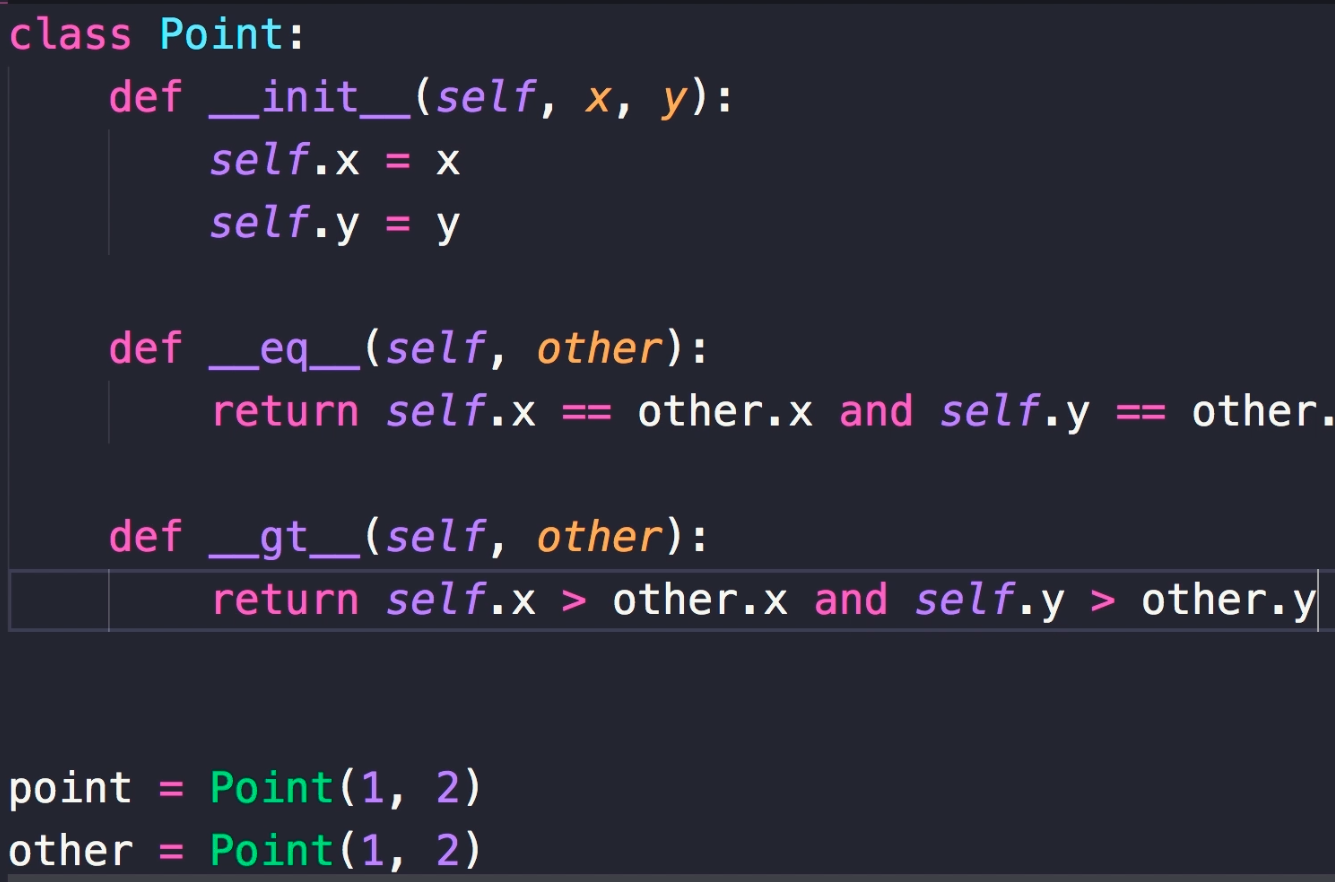 class Point:
    def __init__(self, x, y):
        self.x = x
        self.y = y

    def __eq__(self, other):
        return self.x == other.x and self.y == other.

    def __gt__(self, other):
        return self.x > other.x and self.y > other.y

point = Point(1, 2)
other = Point(1, 2)